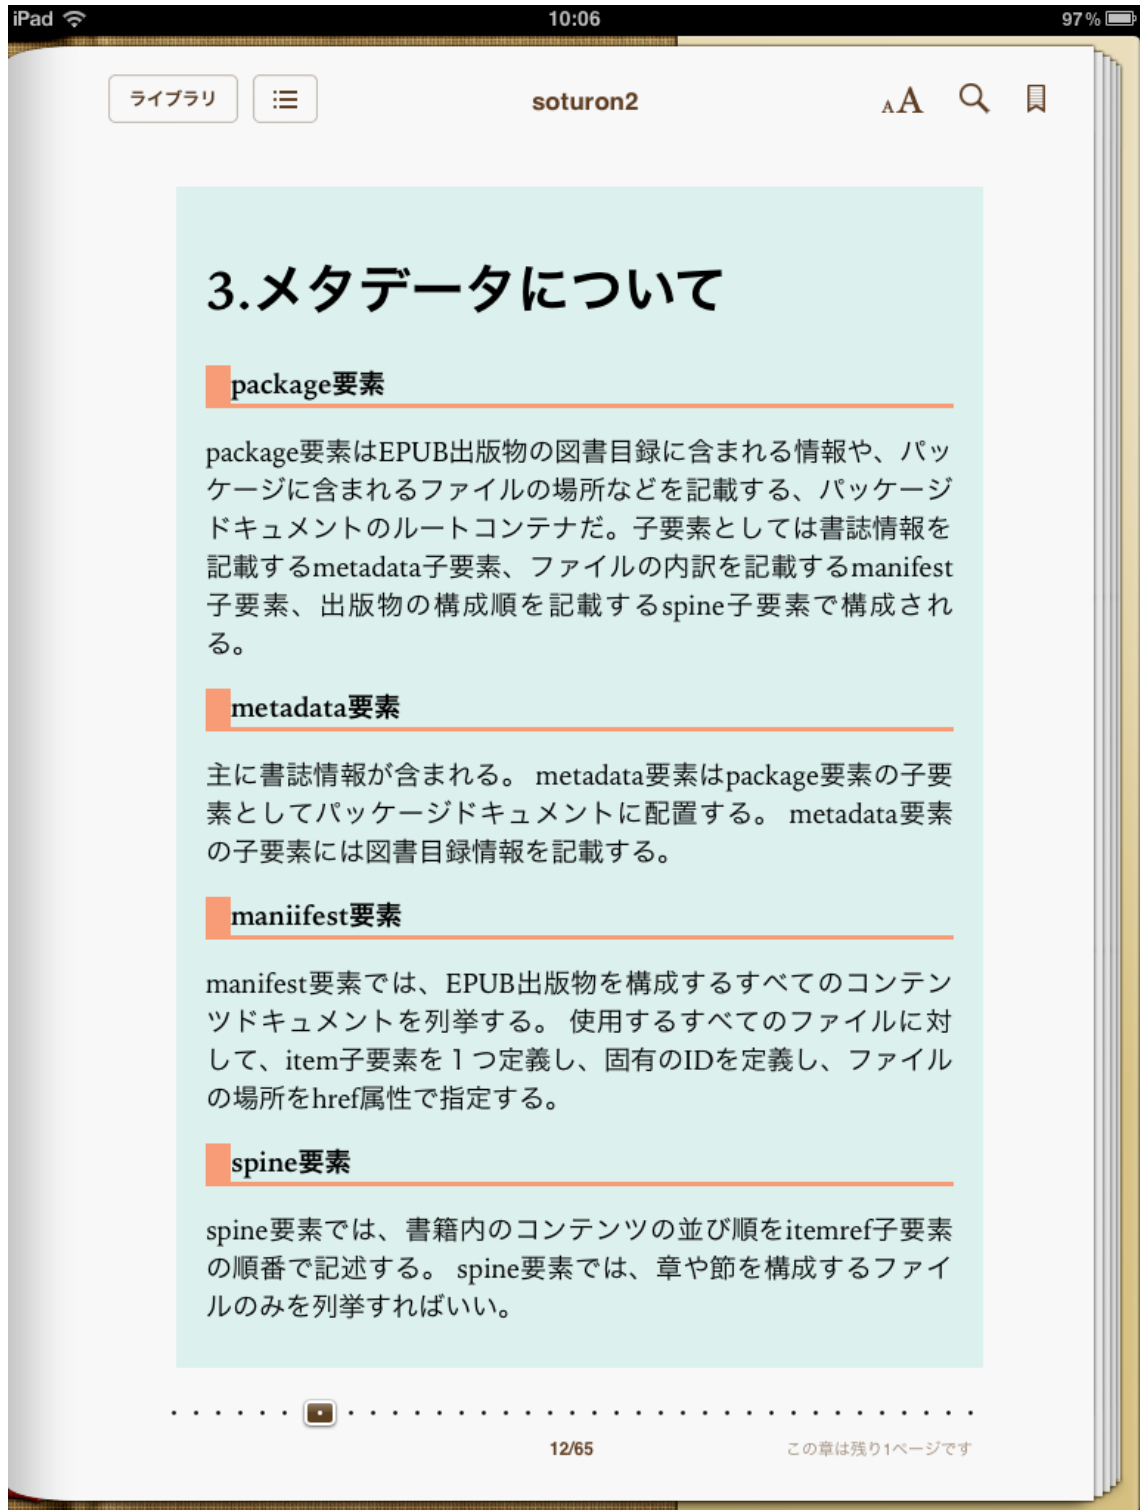 iPad 10:06 97%
ライブラリ soturon2 AA
3.メタデータについて
package要素
package要素はEPUB出版物の図書目録に含まれる情報や、パッ
ケージに含まれるファイルの場所などを記載する、パッケージ
ドキュメントのルートコンテナだ。子要素としては書誌情報を
記載するmetadata子要素、ファイルの内訳を記載するmanifest
子要素、出版物の構成順を記載するspine子要素で構成され
る。
metadata要素
主に書誌情報が含まれる。 metadata要素はpackage要素の子要
素としてパッケージドキュメントに配置する。 metadata要素
の子要素には図書目録情報を記載する。
maniifest要素
manifest要素では、EPUB出版物を構成するすべてのコンテン
ツドキュメントを列挙する。 使用するすべてのファイルに対
して、item子要素を１つ定義し、固有のIDを定義し、ファイル
の場所をhref属性で指定する。
spine要素
spine要素では、書籍内のコンテンツの並び順をitemref子要素
の順番で記述する。 spine要素では、章や節を構成するファイ
ルのみを列挙すればいい。
12/65 この章は残り1ページです